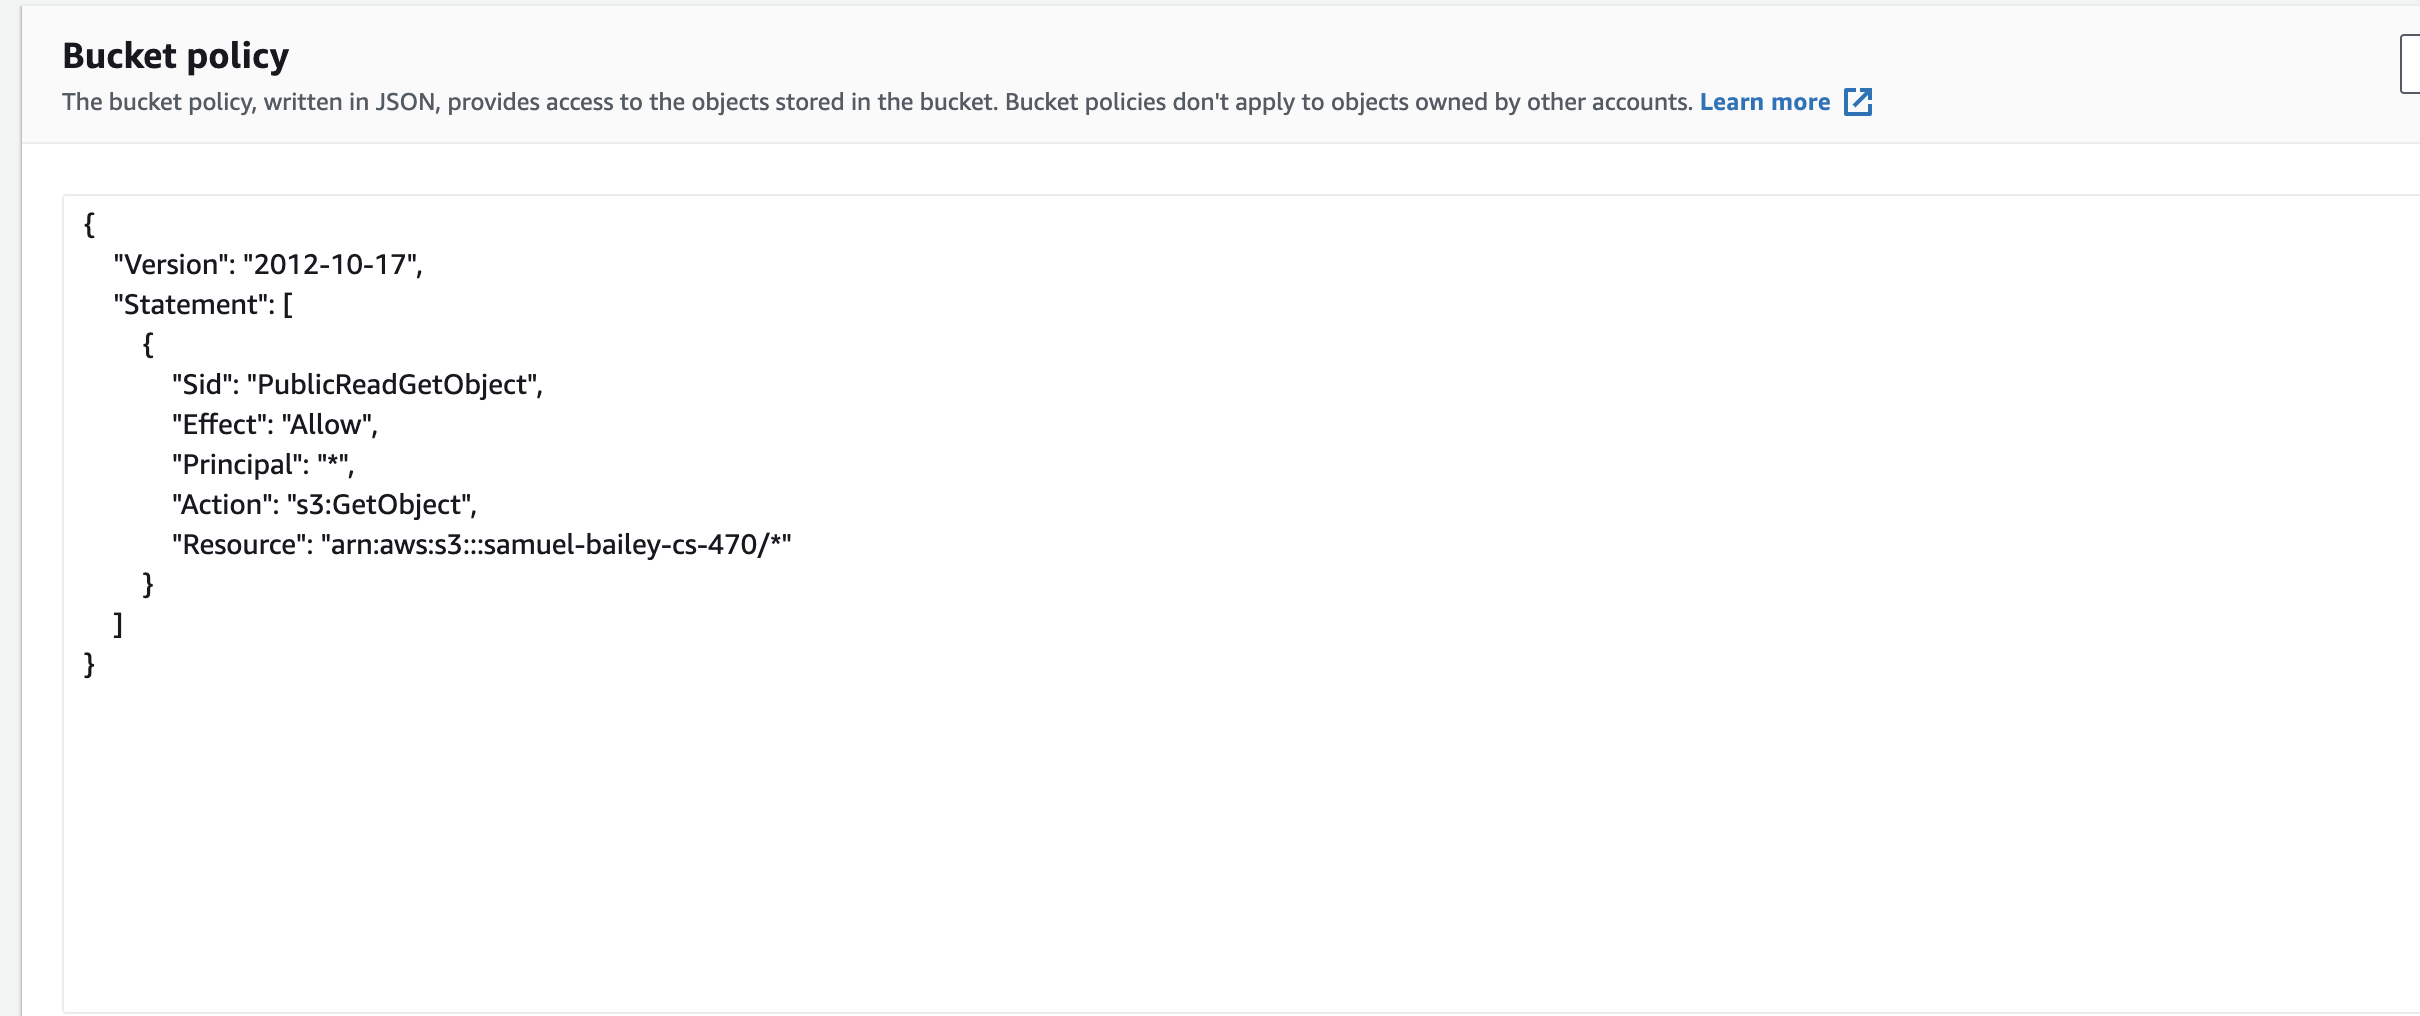 Bucket policy
The bucket policy, written in JSON, provides access to the objects stored in the bucket. Bucket policies don't apply to objects owned by other accounts. Learn more
{
"Version": "2012-10-17",
"Statement": [
{
"Sid": "PublicReadGetObject",
"Effect": "Allow",
"Principal": "*",
"Action": "s3:GetObject",
"Resource": "arn:aws:s3:::samuel-bailey-cs-470/*"
}
]
}